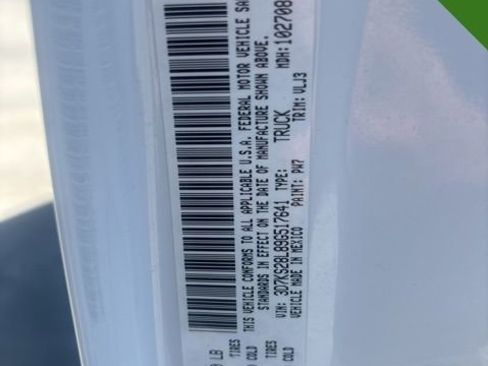 THIS VEHICLE CONFORMS TO ALL APPLICABLE U.S.A. FEDERAL MOTOR VEHICLE
STANDARDS IN EFFECT ON THE DATE OF MANUFACTURE SHOWN ABOVE.
VIN: 3D7KS28L89G517641 TYPE: TRUCK MDH: 102708
VEHICLE MADE IN MEXICO PAINT: PW7 TRIM: VLJ3
LB
TIRES
COLD
TIRES
COLD